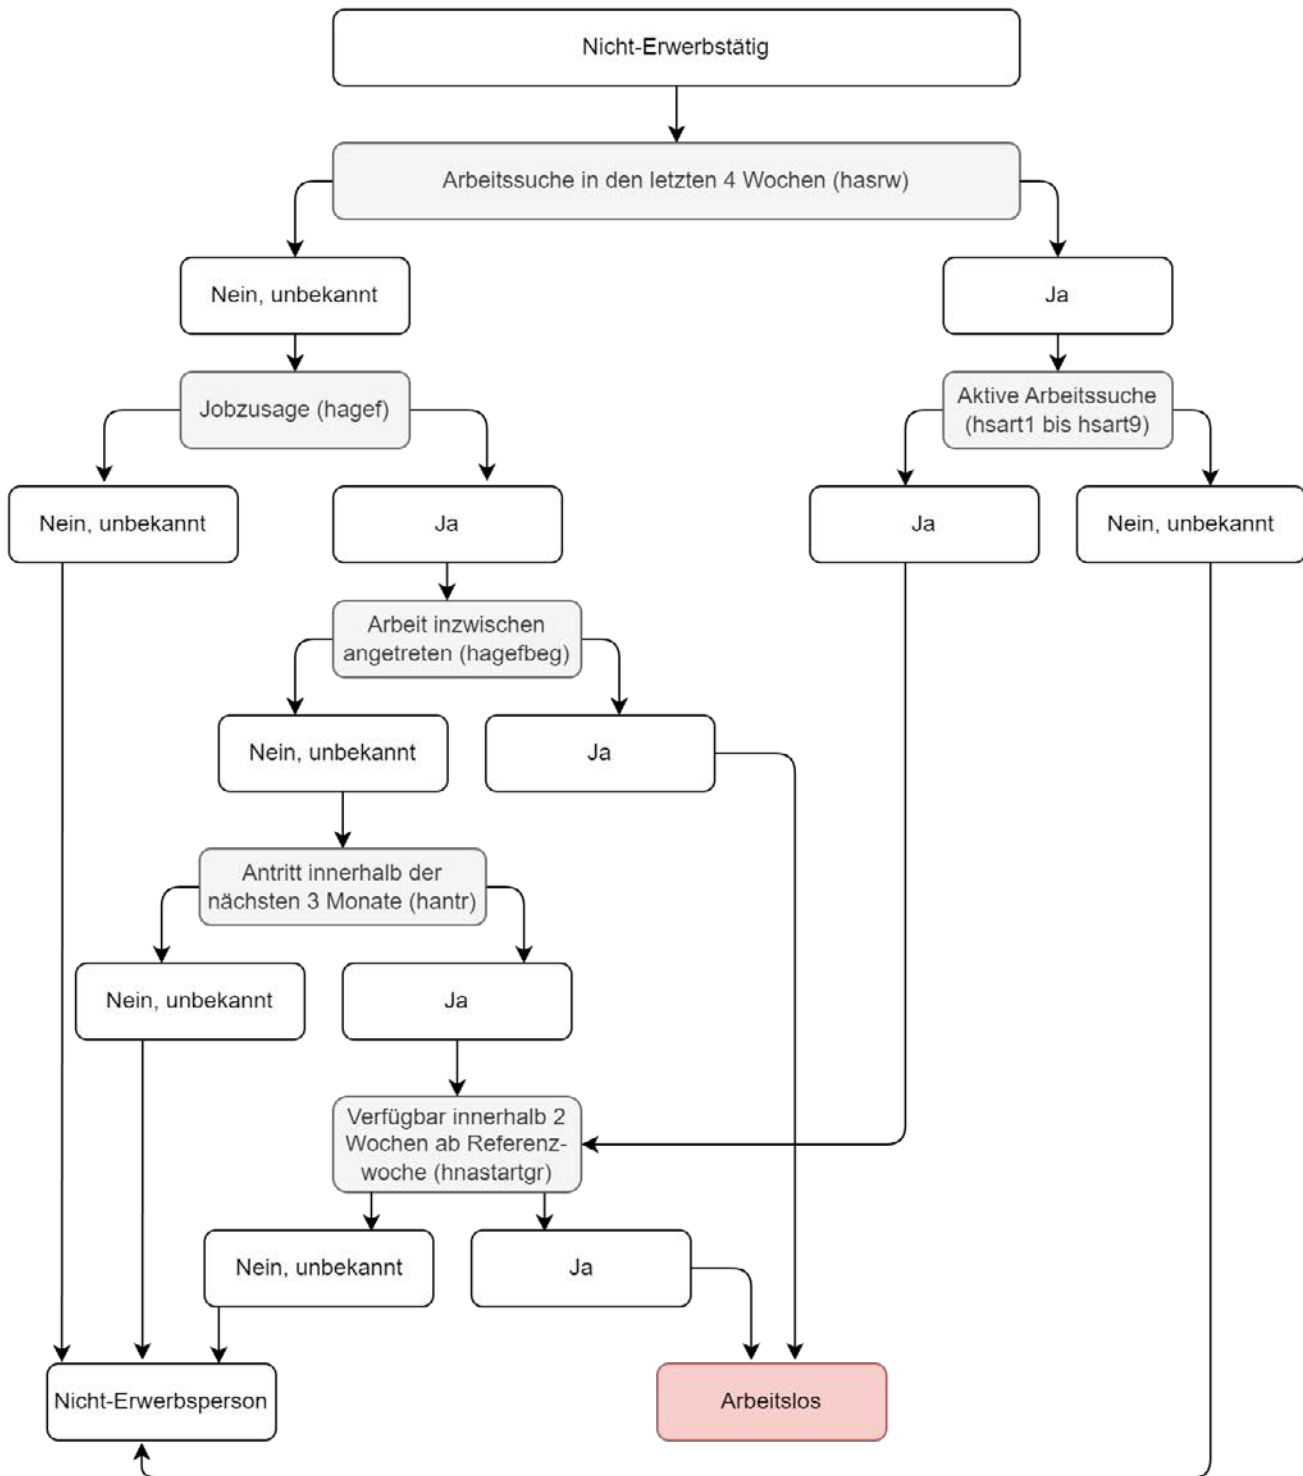 Nicht-Erwerbstätig
Arbeitssuche in den letzten 4 Wochen (hasrw)
Nein, unbekannt
Ja
Jobzusage (hagef)
Aktive Arbeitssuche
(hsart1 bis hsart9)
Nein, unbekannt
Ja
Ja
Nein, unbekannt
Arbeit inzwischen
angetreten (hagefbeg)
Nein, unbekannt
Ja
Antritt innerhalb der
nächsten 3 Monate (hantr)
Nein, unbekannt
Ja
Verfügbar innerhalb 2
Wochen ab Referenz-
woche (hnastartgr)
Nein, unbekannt
Ja
Nicht-Erwerbsperson
Arbeitslos